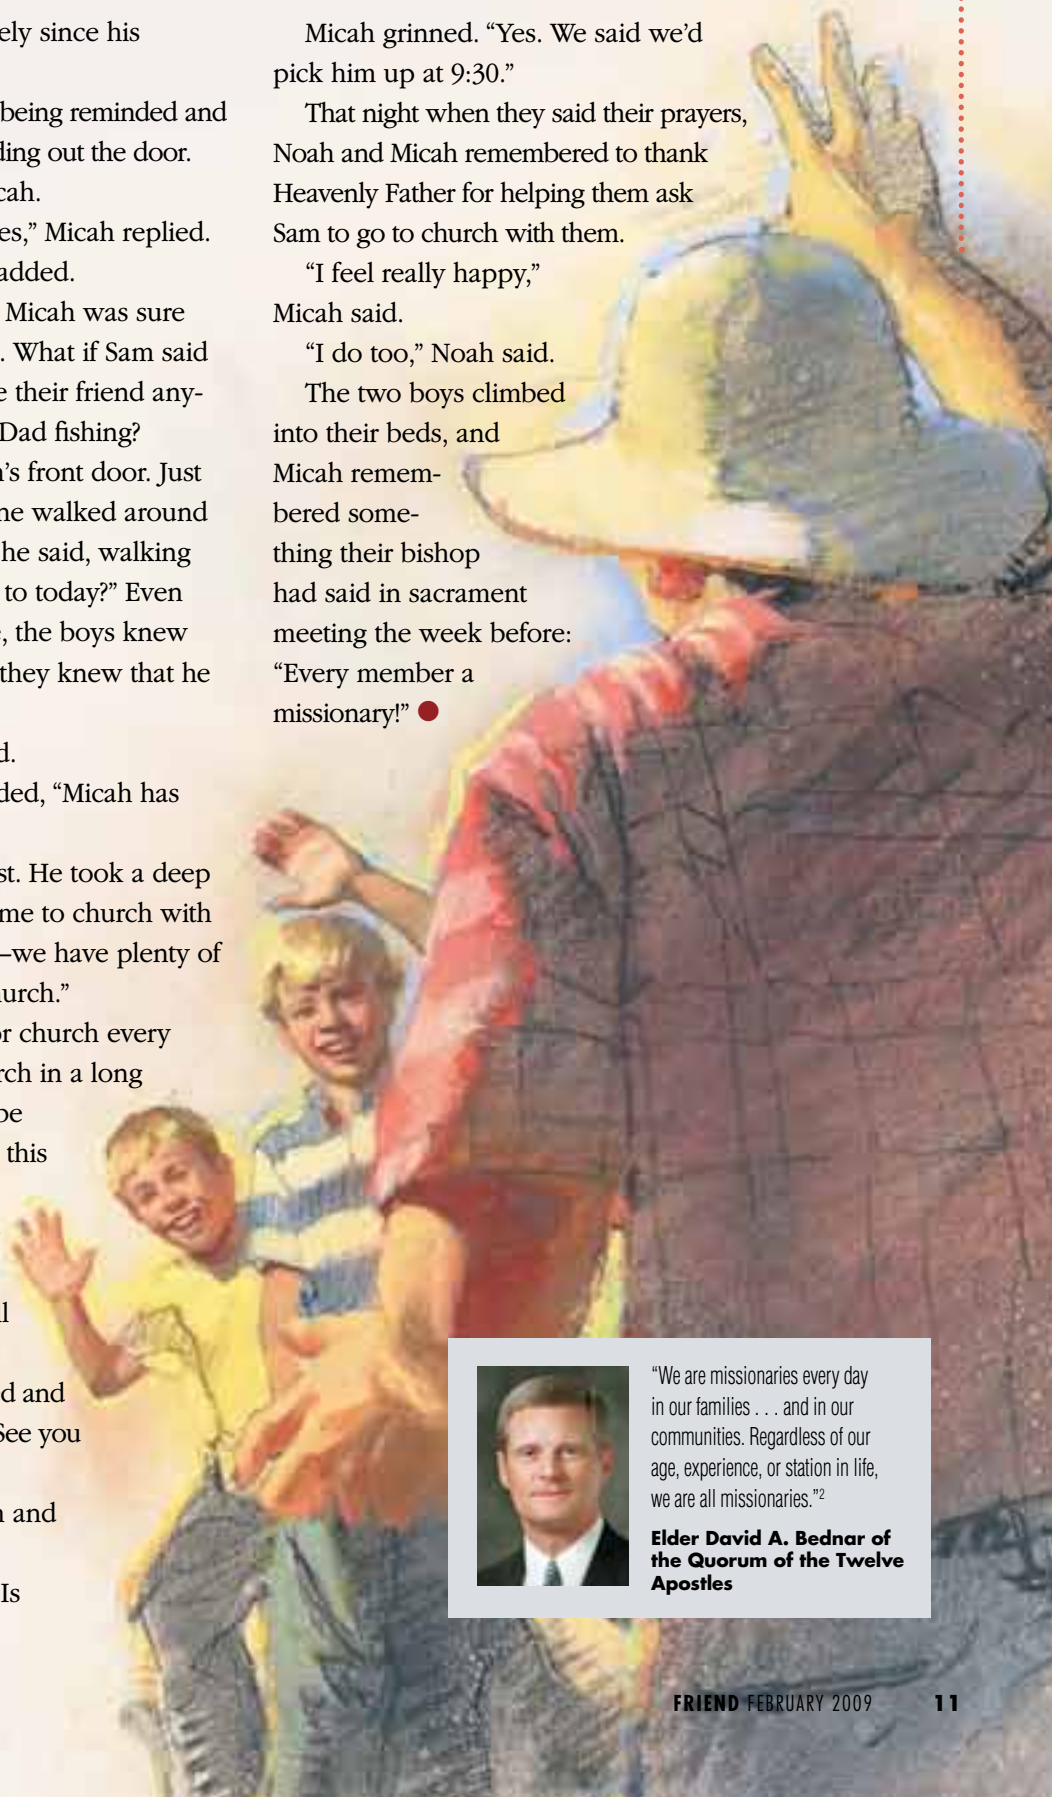 ely since his
being reminded and
ding out the door.
cah.
es,” Micah replied.
added.
Micah was sure
. What if Sam said
e their friend any-
Dad fishing?
n’s front door. Just
ne walked around
he said, walking
to today?” Even
, the boys knew
they knew that he
d.
ded, “Micah has
st. He took a deep
me to church with
–we have plenty of
hurch.”
or church every
rch in a long
be
this
ll
d and
See you
n and
Is
Micah grinned. “Yes. We said we’d
pick him up at 9:30.”
That night when they said their prayers,
Noah and Micah remembered to thank
Heavenly Father for helping them ask
Sam to go to church with them.
“I feel really happy,”
Micah said.
“I do too,” Noah said.
The two boys climbed
into their beds, and
Micah remem-
bered some-
thing their bishop
had said in sacrament
meeting the week before:
“Every member a
missionary!”
“We are missionaries every day
in our families . . . and in our
communities. Regardless of our
age, experience, or station in life,
we are all missionaries.”2
Elder David A. Bednar of
the Quorum of the Twelve
Apostles
FRIEND FEBRUARY 2009 11